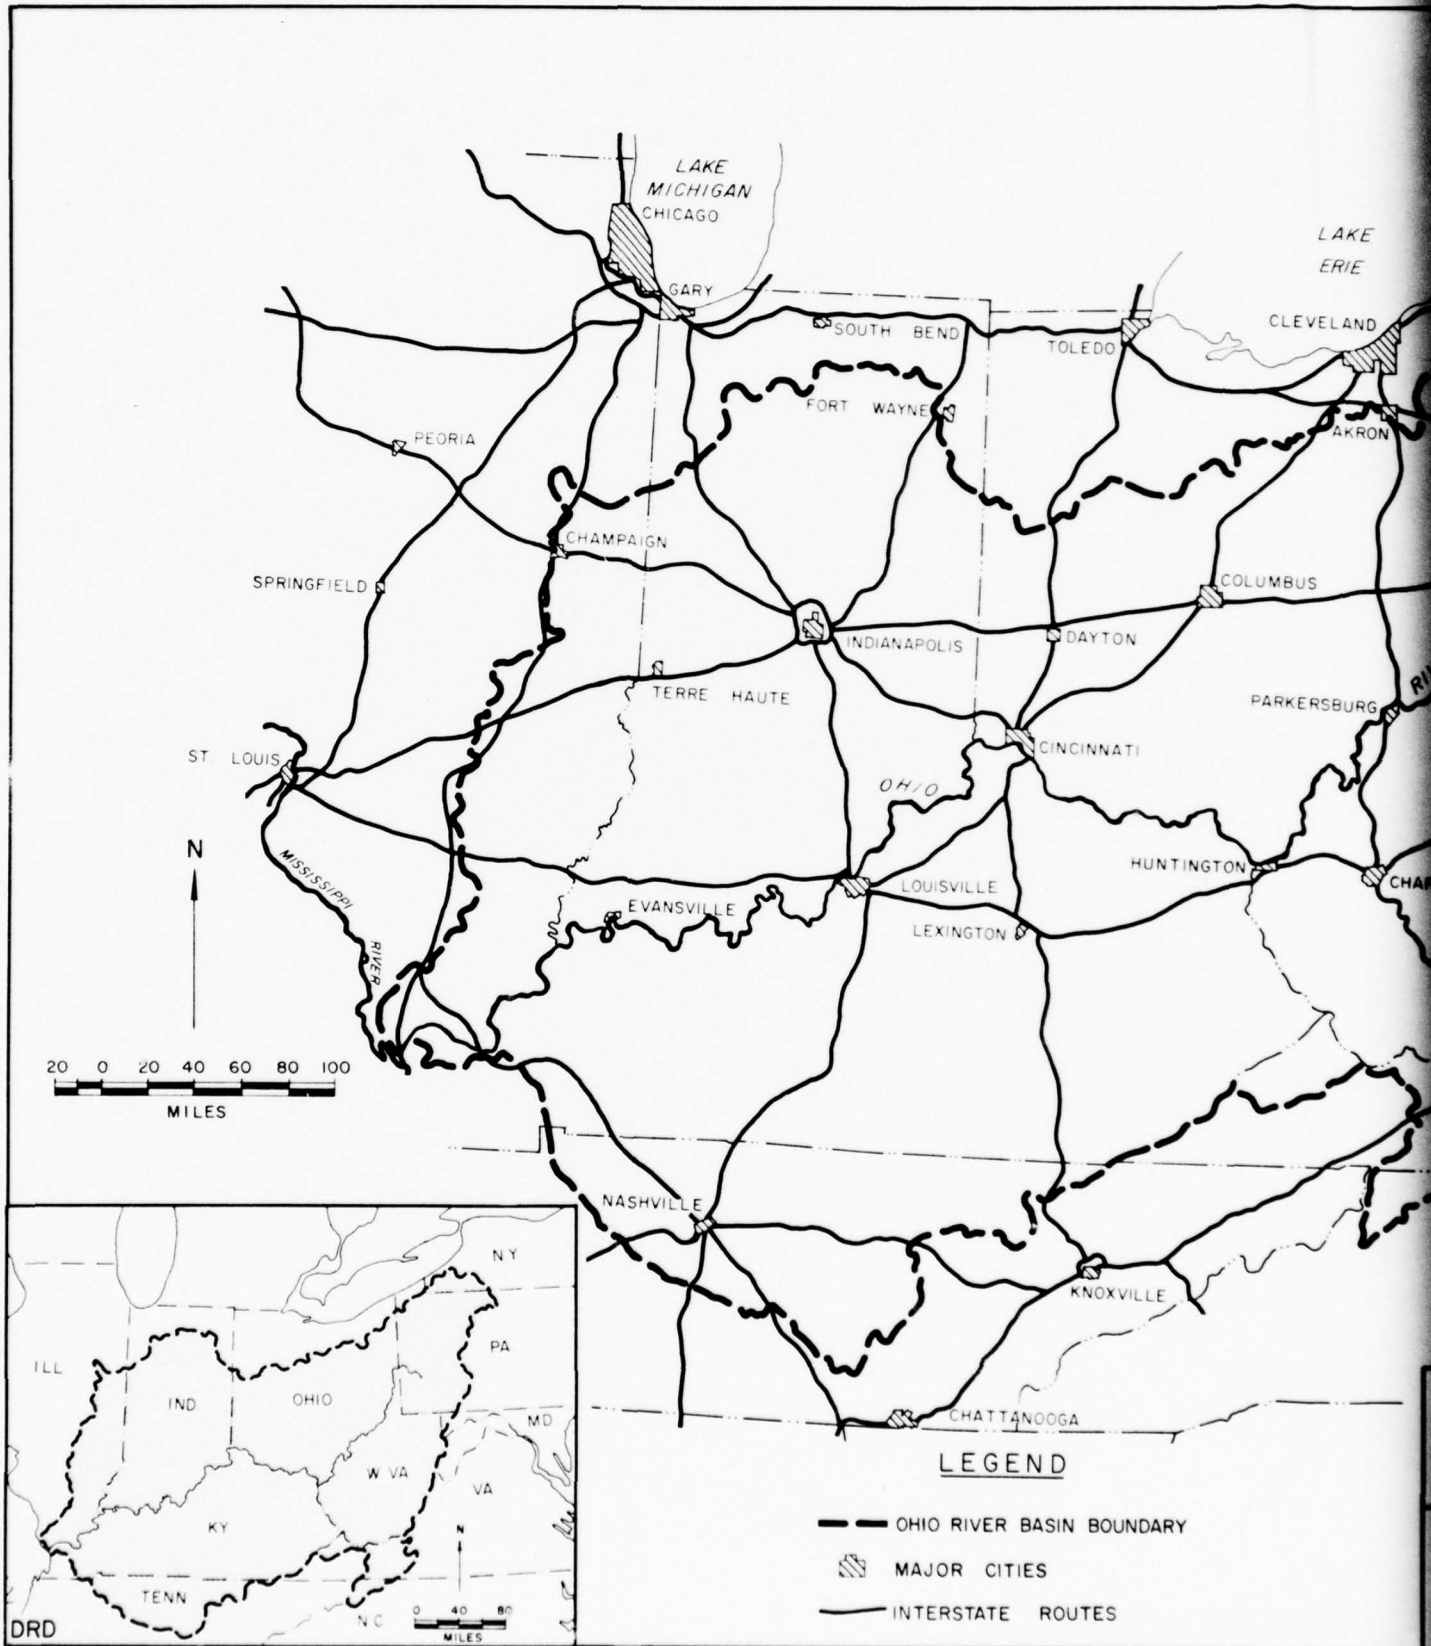 LAKE
MICHIGAN
CHICAGO
LAKE
ERIE
GARY
SOUTH BEND
TOLEDO
CLEVELAND
FORT WAYNE
AKRON
PEORIA
CHAMPAIGN
SPRINGFIELD
COLUMBUS
INDIANAPOLIS
DAYTON
TERRE HAUTE
PARKERSBURG
ST. LOUIS
CINCINNATI
OHIO
N
MISSISSIPPI
RIVER
HUNTINGTON
LOUISVILLE
EVANSVILLE
LEXINGTON
20 0 20 40 60 80 100
MILES
NASHVILLE
KNOXVILLE
CHATTANOOGA
NY
ILL
PA
IND
OHIO
MD
W VA
VA
KY
N
TENN
N C
0 40 80
MILES
DRD
LEGEND
OHIO RIVER BASIN BOUNDARY
MAJOR CITIES
INTERSTATE ROUTES